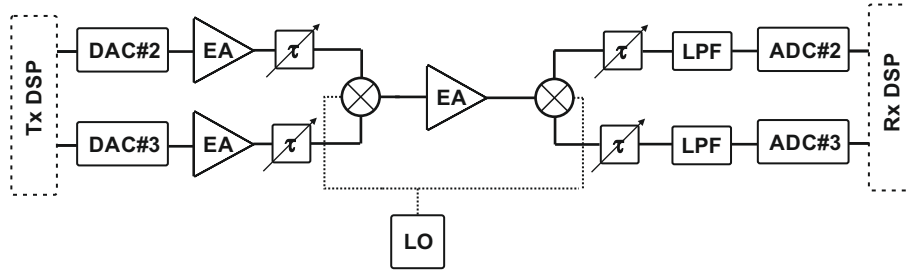 Tx DSP
DAC#2
EA
τ
EA
τ
LPF
ADC#2
Rx DSP
DAC#3
EA
τ
τ
LPF
ADC#3
LO